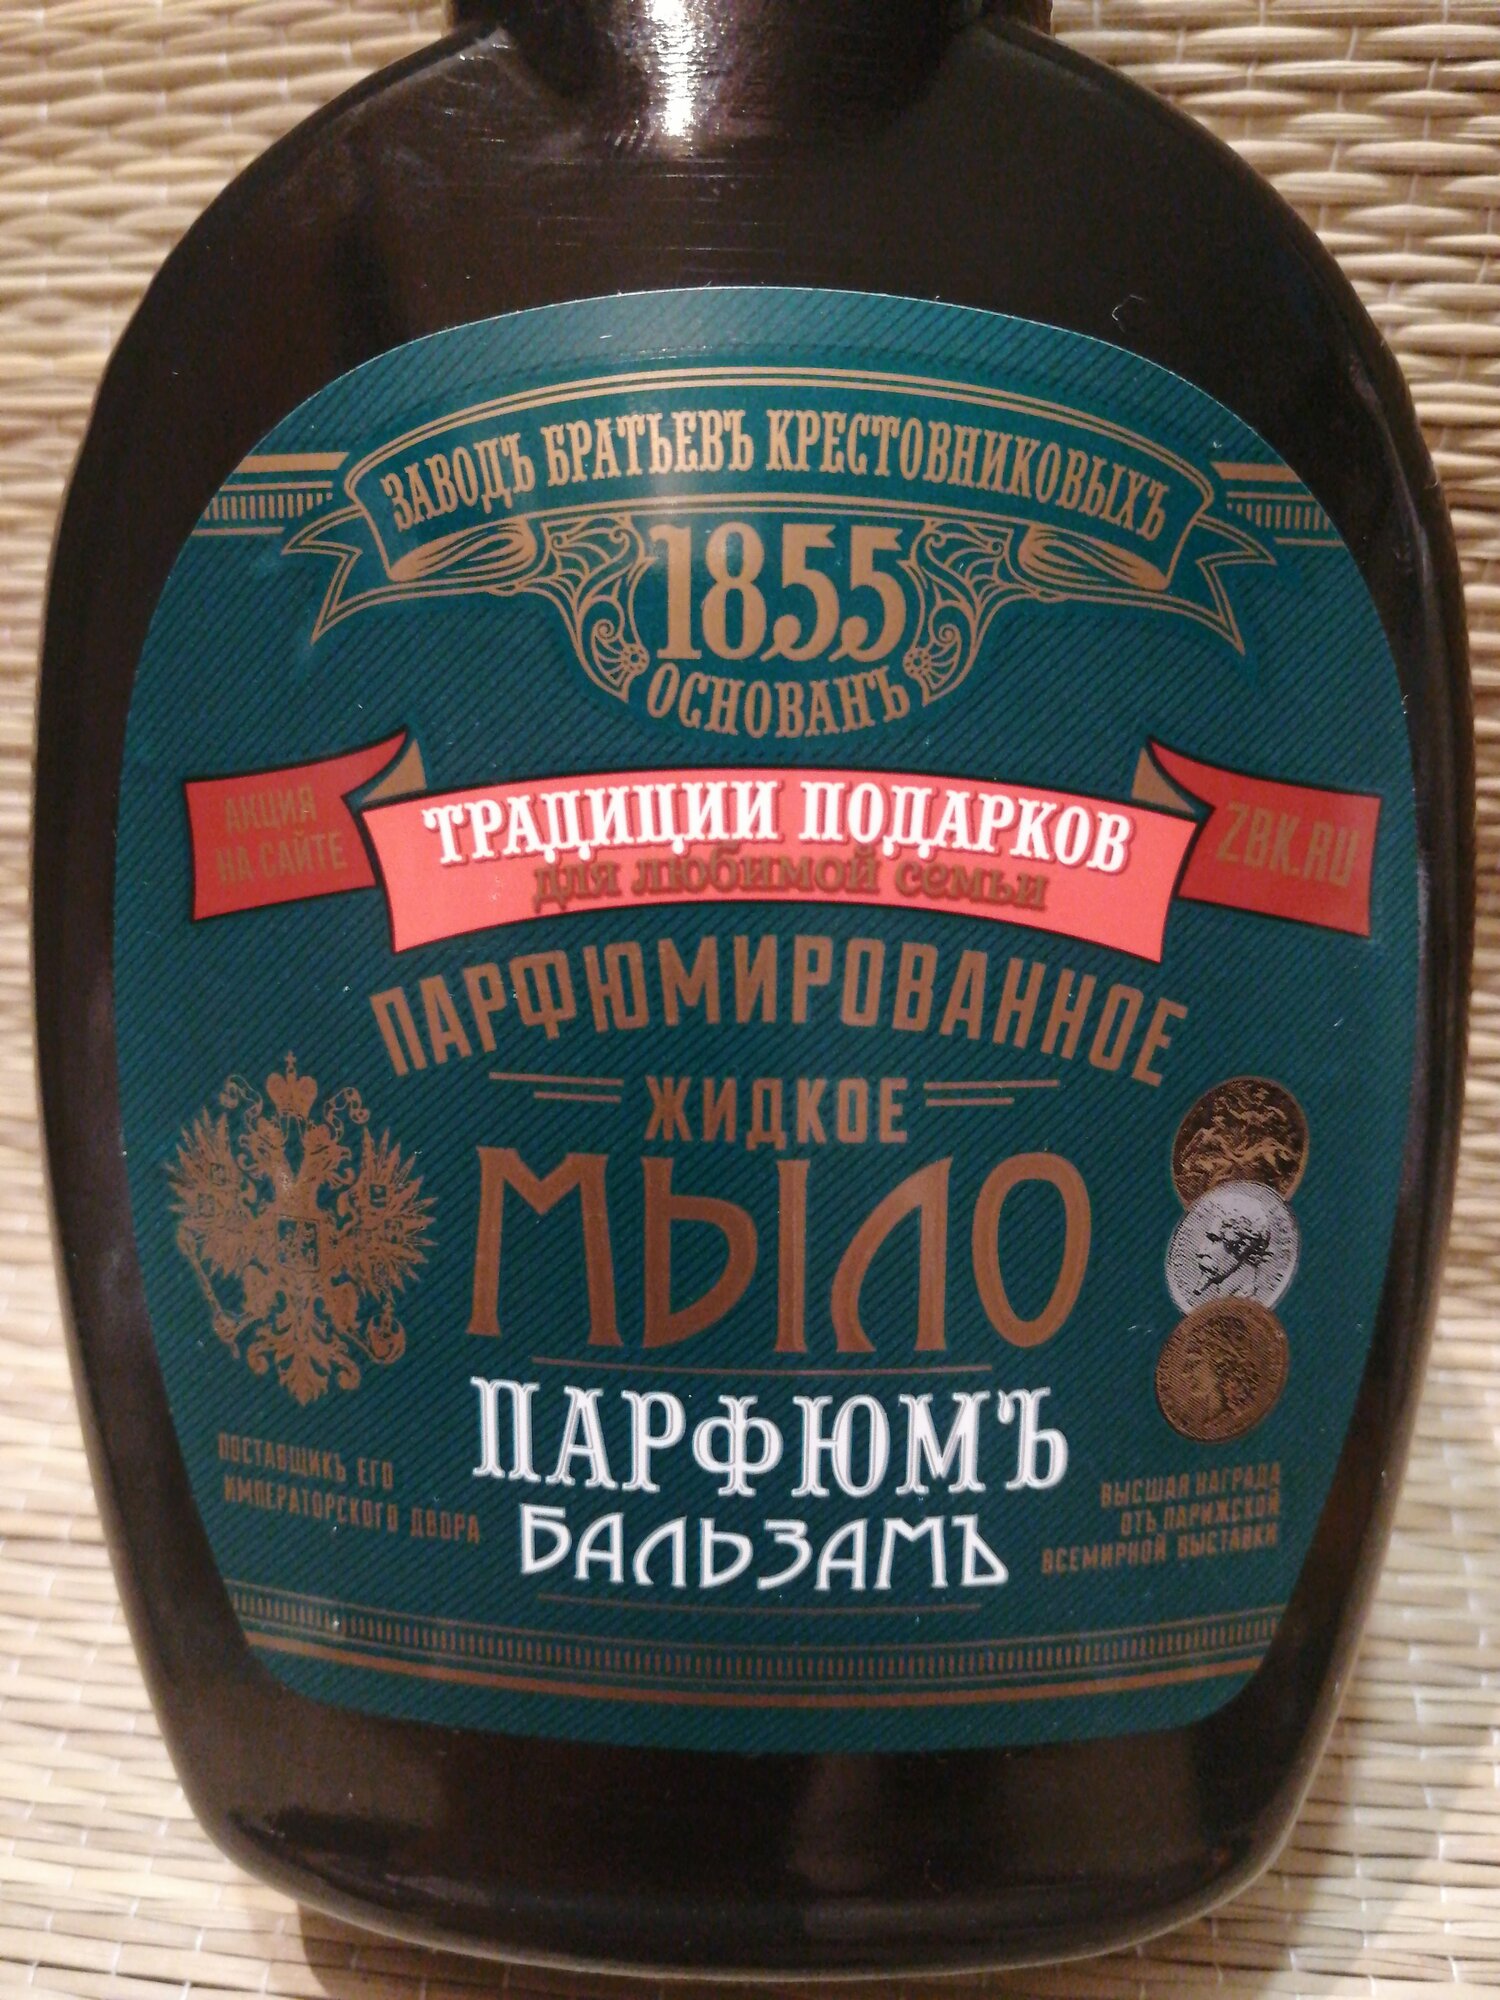 ЗАВОДЪ БРАТЬЕВЪ КРЕСТОВНИКОВЫХЪ
1855
ОСНОВАНЪ
АКЦИЯ
НА САЙТЕ
ТРАДИЦИИ ПОДАРКОВ
для любимой семьи
ZBK.RU
ПАРФЮМИРОВАННОЕ
ЖИДКОЕ
МЫЛО
ПАРФЮМЪ
БАЛЬЗАМЪ
ПОСТАВЩИКЪ ЕГО
ИМПЕРАТОРСКОГО ДВОРА
ВЫСШАЯ НАГРАДА
ОТЪ ПАРИЖСКОЙ
ВСЕМИРНОЙ ВЫСТАВКИ